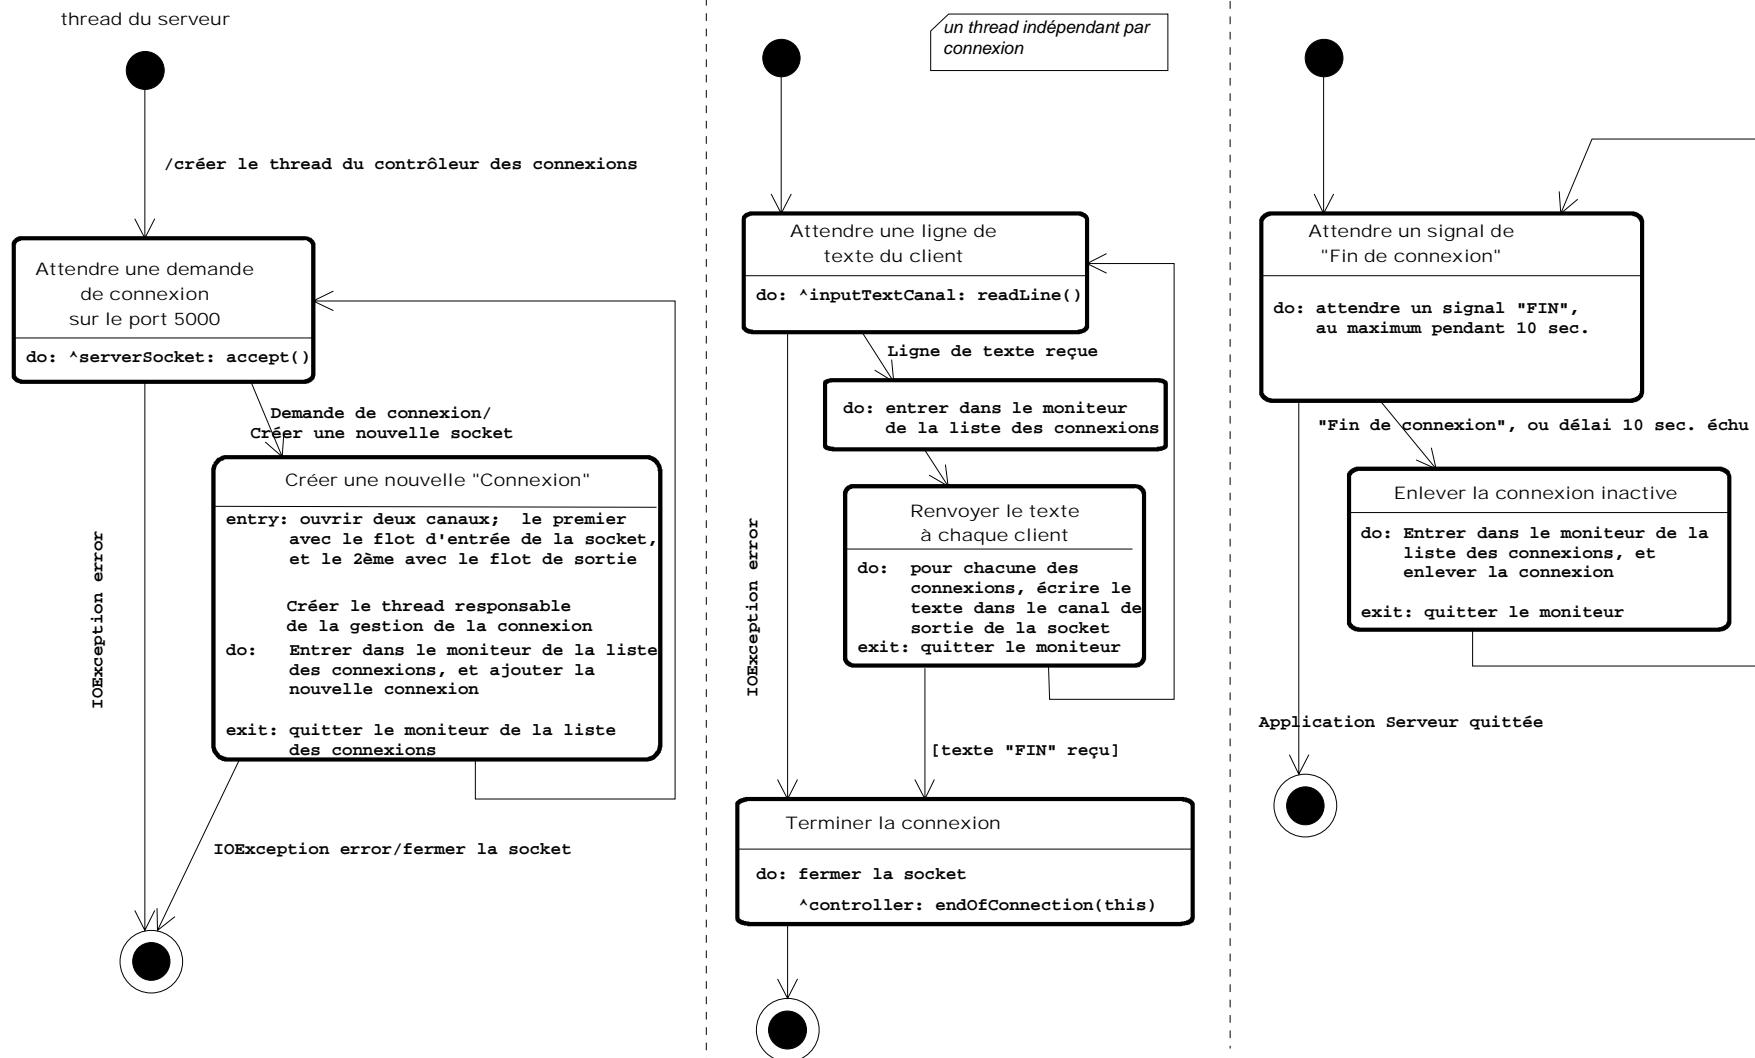 thread du serveur
/créer le thread du contrôleur des connexions
Attendre une demande
de connexion
sur le port 5000
do: ^serverSocket: accept()
Demande de connexion/
Créer une nouvelle socket
IOException error
Créer une nouvelle "Connexion"
entry: ouvrir deux canaux; le premier
avec le flot d'entrée de la socket,
et le 2ème avec le flot de sortie
Créer le thread responsable
de la gestion de la connexion
do: Entrer dans le moniteur de la liste
des connexions, et ajouter la
nouvelle connexion
exit: quitter le moniteur de la liste
des connexions
IOException error/fermer la socket
un thread indépendant par
connexion
Attendre une ligne de
texte du client
do: ^inputTextCanal: readLine()
Ligne de texte reçue
do: entrer dans le moniteur
de la liste des connexions
IOException error
Renvoyer le texte
à chaque client
do: pour chacune des
connexions, écrire le
texte dans le canal de
sortie de la socket
exit: quitter le moniteur
[texte "FIN" reçu]
Terminer la connexion
do: fermer la socket
^controller: endOfConnection(this)
Attendre un signal de
"Fin de connexion"
do: attendre un signal "FIN",
au maximum pendant 10 sec.
"Fin de connexion", ou délai 10 sec. échu
Enlever la connexion inactive
do: Entrer dans le moniteur de la
liste des connexions, et
enlever la connexion
exit: quitter le moniteur
Application Serveur quittée